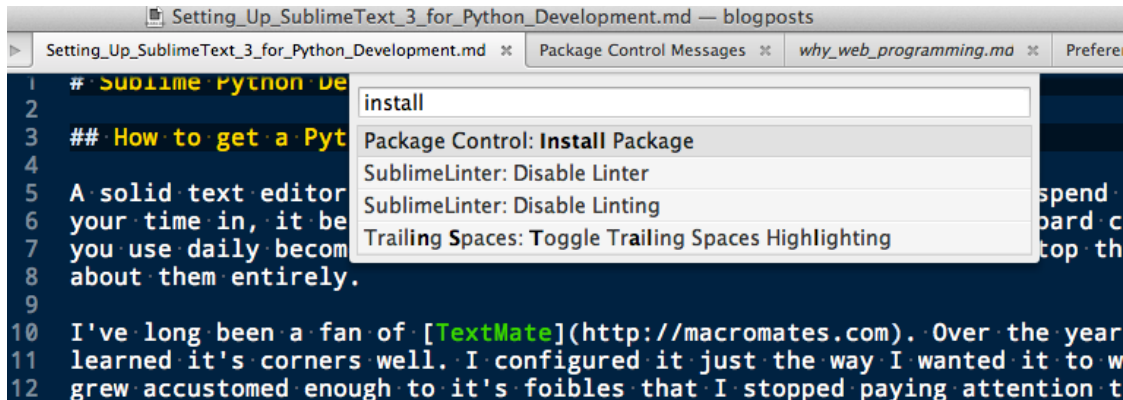 Setting_Up_SublimeText_3_for_Python_Development.md — blogposts
Setting_Up_SublimeText_3_for_Python_Development.md × Package Control Messages × why_web_programming.md ×
install
Package Control: Install Package
SublimeLinter: Disable Linter
SublimeLinter: Disable Linting
Trailing Spaces: Toggle Trailing Spaces Highlighting
1 # Sublime Python
2
3 ## How to get a
4
5 A solid text editor spend
6 your time in, it
7 you use daily
8 about them entirely.
9
10 I've long been a fan of [TextMate](http://macromates.com). Over the
11 learned it's corners well. I configured it just the way I wanted it to
12 grew accustomed enough to it's foibles that I stopped paying attention